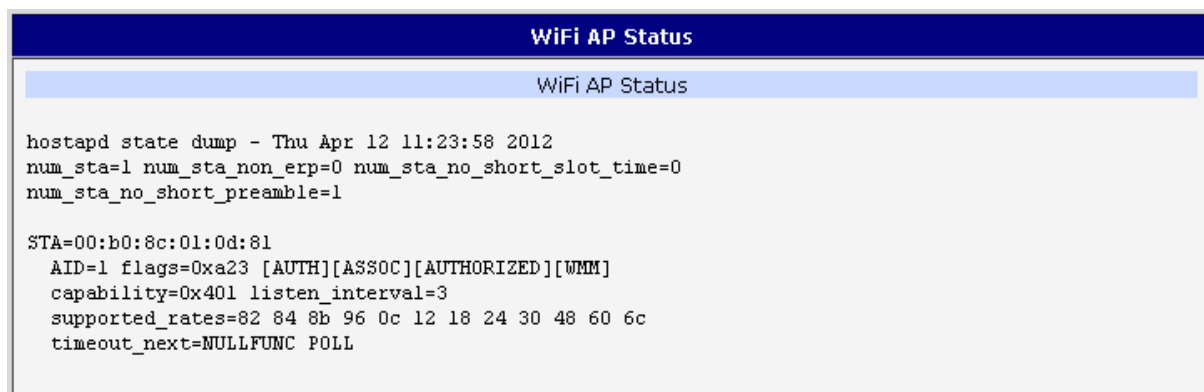 WiFi AP Status
WiFi AP Status
hostapd state dump - Thu Apr 12 11:23:58 2012
num_sta=1 num_sta_non_erp=0 num_sta_no_short_slot_time=0
num_sta_no_short_preamble=1
STA=00:b0:8c:01:0d:81
AID=1 flags=0xa23 [AUTH][ASSOC][AUTHORIZED][WMM]
capability=0x401 listen_interval=3
supported_rates=82 84 8b 96 0c 12 18 24 30 48 60 6c
timeout_next=NULLFUNC POLL